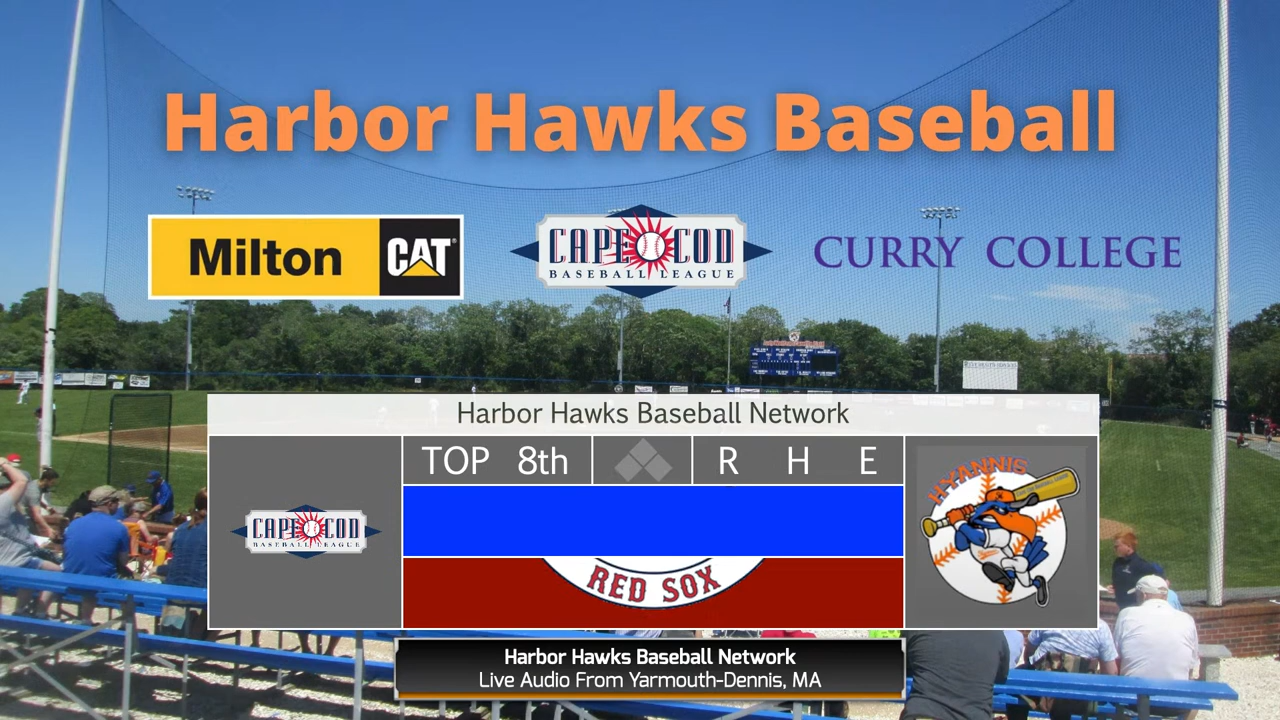 Harbor Hawks Baseball
Milton CAT
CAPE COD
BASEBALL LEAGUE
CURRY COLLEGE
Harbor Hawks Baseball Network
TOP 8th R H E
CAPE COD
BASEBALL LEAGUE
RED SOX
HYANNIS
Harbor Hawks Baseball Network
Live Audio From Yarmouth-Dennis, MA